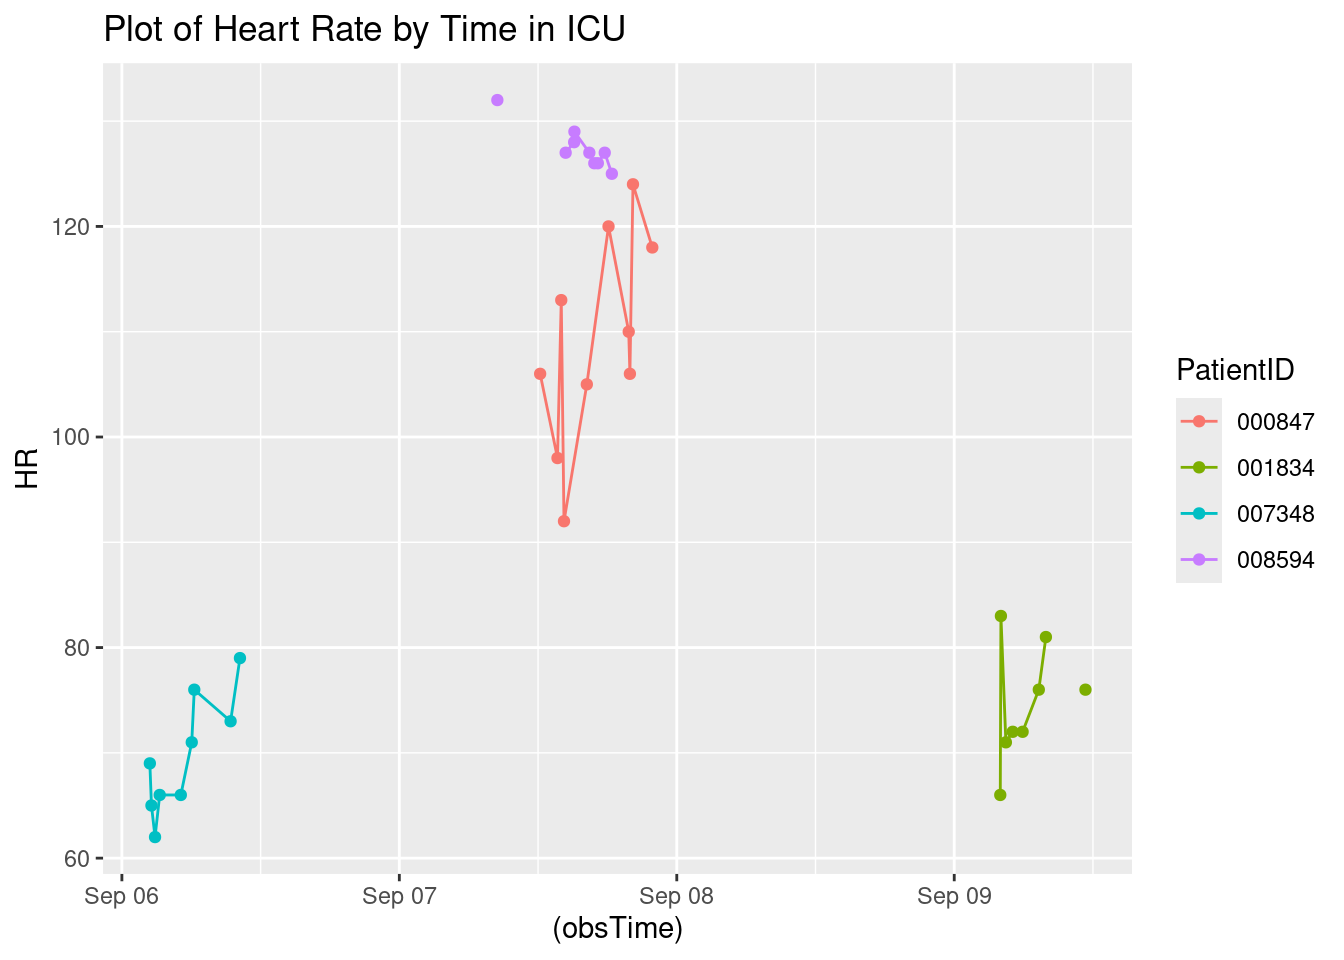 Plot of Heart Rate by Time in ICU
120
100
80
60
HR
Sep 06
Sep 07
Sep 08
Sep 09
(obsTime)
PatientID
000847
001834
007348
008594